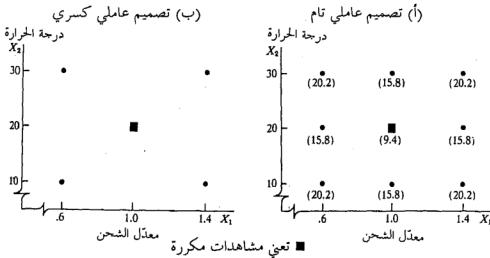 (أ) تصميم عاملي تام
درجة الحرارة
X₂
30
20
10
(20.2) (15.8) (20.2)
(15.8) (9.4) (15.8)
(20.2) (15.8) (20.2)
.6 1.0 1.4 X₁
معدّل الشحن
(ب) تصميم عاملي كسري
درجة الحرارة
X₂
30
20
10
.6 1.0 1.4 X₁
معدّل الشحن
■ تعني مشاهدات مكررة